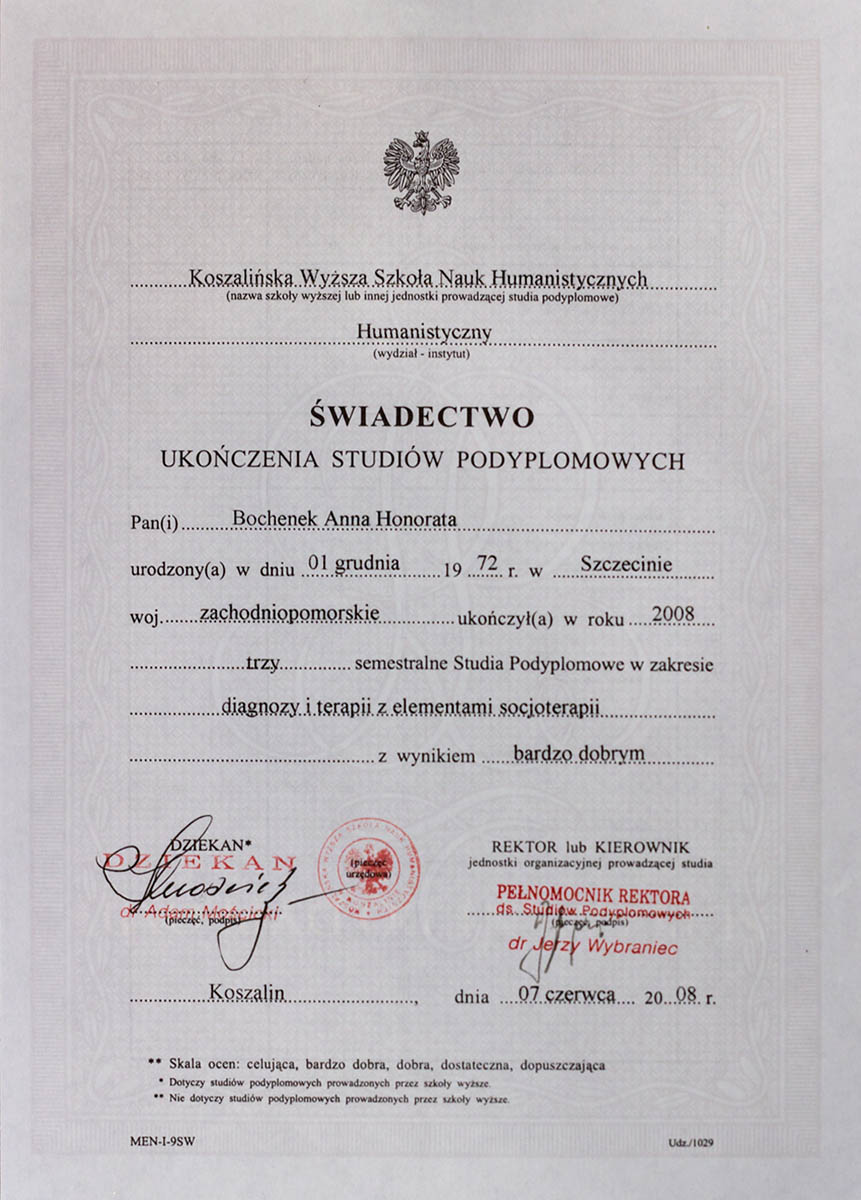 Koszalińska Wyższa Szkoła Nauk Humanistycznych
(nazwa szkoły wyższej lub innej jednostki prowadzącej studia podyplomowe)
Humanistyczny
(wydział - instytut)
ŚWIADECTWO
UKOŃCZENIA STUDIÓW PODYPLOMOWYCH
Pan(i) Bochenek Anna Honorata
urodzony(a) w dniu 01 grudnia 19 72 r. w Szczecinie
woj. zachodniopomorskie ukończył(a) w roku 2008
trzy semestralne Studia Podyplomowe w zakresie
diagnozy i terapii z elementami socjoterapii
z wynikiem bardzo dobrym
DZIEKAN*
DZIEKAN
dr Adam Mościcki
(pieczęć, podpis)
(pieczęć
urzędowa)
REKTOR lub KIEROWNIK
jednostki organizacyjnej prowadzącej studia
PEŁNOMOCNIK REKTORA
ds. Studiów Podyplomowych
(pieczęć, podpis)
dr Jerzy Wybraniec
Koszalin, dnia 07 czerwca 20 08 r.
** Skala ocen: celująca, bardzo dobra, dobra, dostateczna, dopuszczająca
* Dotyczy studiów podyplomowych prowadzonych przez szkoły wyższe.
** Nie dotyczy studiów podyplomowych prowadzonych przez szkoły wyższe.
MEN-I-9SW
Udz./1029